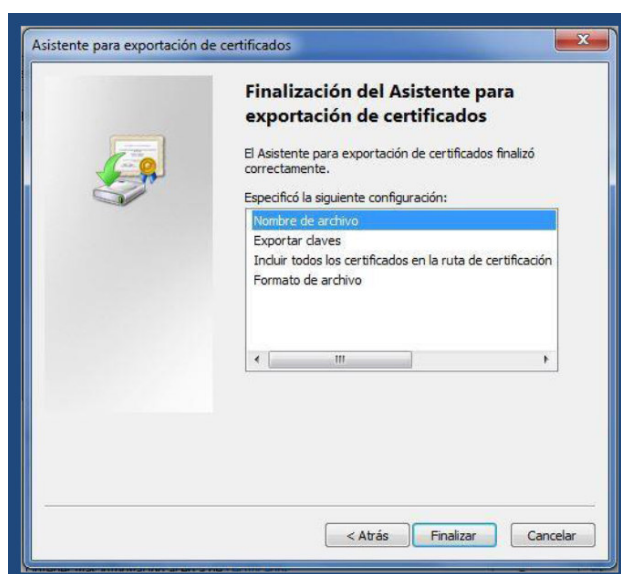 Asistente para exportación de certificados
Finalización del Asistente para
exportación de certificados
El Asistente para exportación de certificados finalizó
correctamente.
Especificó la siguiente configuración:
Nombre de archivo
Exportar claves
Incluir todos los certificados en la ruta de certificación
Formato de archivo
< Atrás
Finalizar
Cancelar